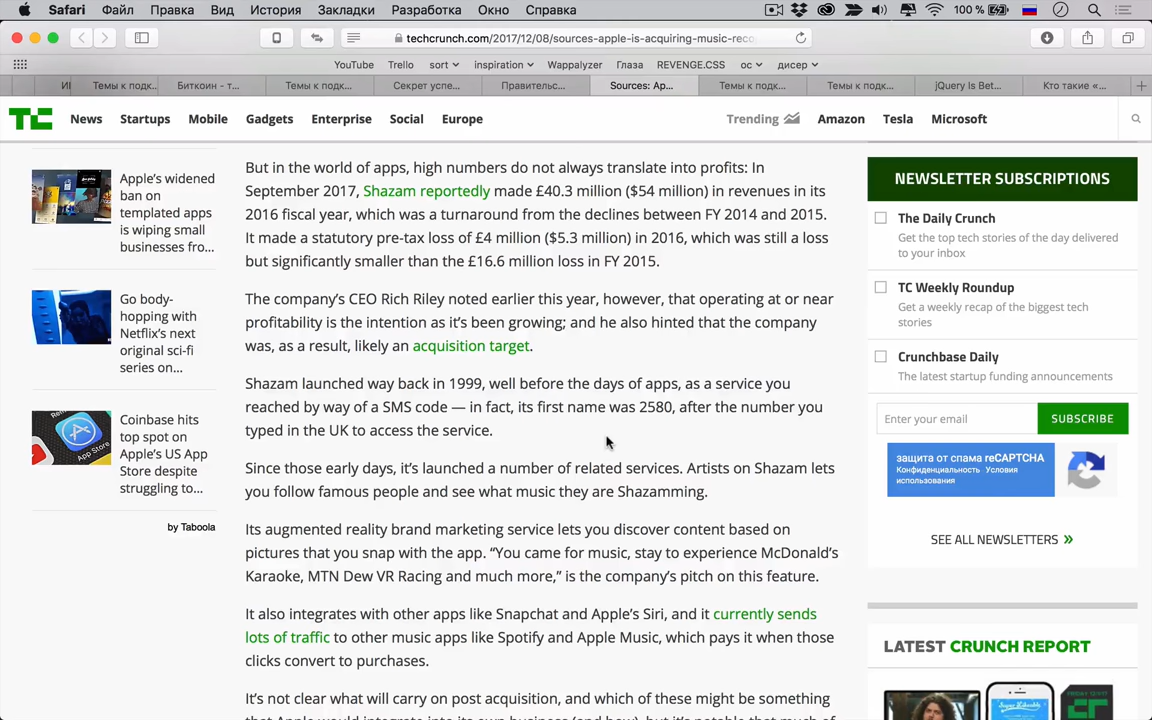 Safari Файл Правка Вид История Закладки Разработка Окно Справка 100 %
techcrunch.com/2017/12/08/sources-apple-is-acquiring-music-reco
YouTube Trello sort inspiration Wappalyzer Глаза REVENGE.CSS ос дисер
Темы к подк... Биткоин - т... Темы к подк... Секрет успе... Правительс... Sources: Ap... Темы к подк... Темы к подк... jQuery Is Bet... Кто такие «...
TC News Startups Mobile Gadgets Enterprise Social Europe Trending Amazon Tesla Microsoft
Apple’s widened
ban on
templated apps
is wiping small
businesses fro...
Go body-
hopping with
Netflix’s next
original sci-fi
series on...
Coinbase hits
top spot on
Apple’s US App
Store despite
struggling to...
by Taboola
But in the world of apps, high numbers do not always translate into profits: In
September 2017, Shazam reportedly made £40.3 million ($54 million) in revenues in its
2016 fiscal year, which was a turnaround from the declines between FY 2014 and 2015.
It made a statutory pre-tax loss of £4 million ($5.3 million) in 2016, which was still a loss
but significantly smaller than the £16.6 million loss in FY 2015.
The company’s CEO Rich Riley noted earlier this year, however, that operating at or near
profitability is the intention as it’s been growing; and he also hinted that the company
was, as a result, likely an acquisition target.
Shazam launched way back in 1999, well before the days of apps, as a service you
reached by way of a SMS code — in fact, its first name was 2580, after the number you
typed in the UK to access the service.
Since those early days, it’s launched a number of related services. Artists on Shazam lets
you follow famous people and see what music they are Shazamming.
Its augmented reality brand marketing service lets you discover content based on
pictures that you snap with the app. “You came for music, stay to experience McDonald’s
Karaoke, MTN Dew VR Racing and much more,” is the company’s pitch on this feature.
It also integrates with other apps like Snapchat and Apple’s Siri, and it currently sends
lots of traffic to other music apps like Spotify and Apple Music, which pays it when those
clicks convert to purchases.
It’s not clear what will carry on post acquisition, and which of these might be something
NEWSLETTER SUBSCRIPTIONS
The Daily Crunch
Get the top tech stories of the day delivered
to your inbox
TC Weekly Roundup
Get a weekly recap of the biggest tech
stories
Crunchbase Daily
The latest startup funding announcements
Enter your email SUBSCRIBE
защита от спама reCAPTCHA
Конфиденциальность Условия
использования
SEE ALL NEWSLETTERS »
LATEST CRUNCH REPORT